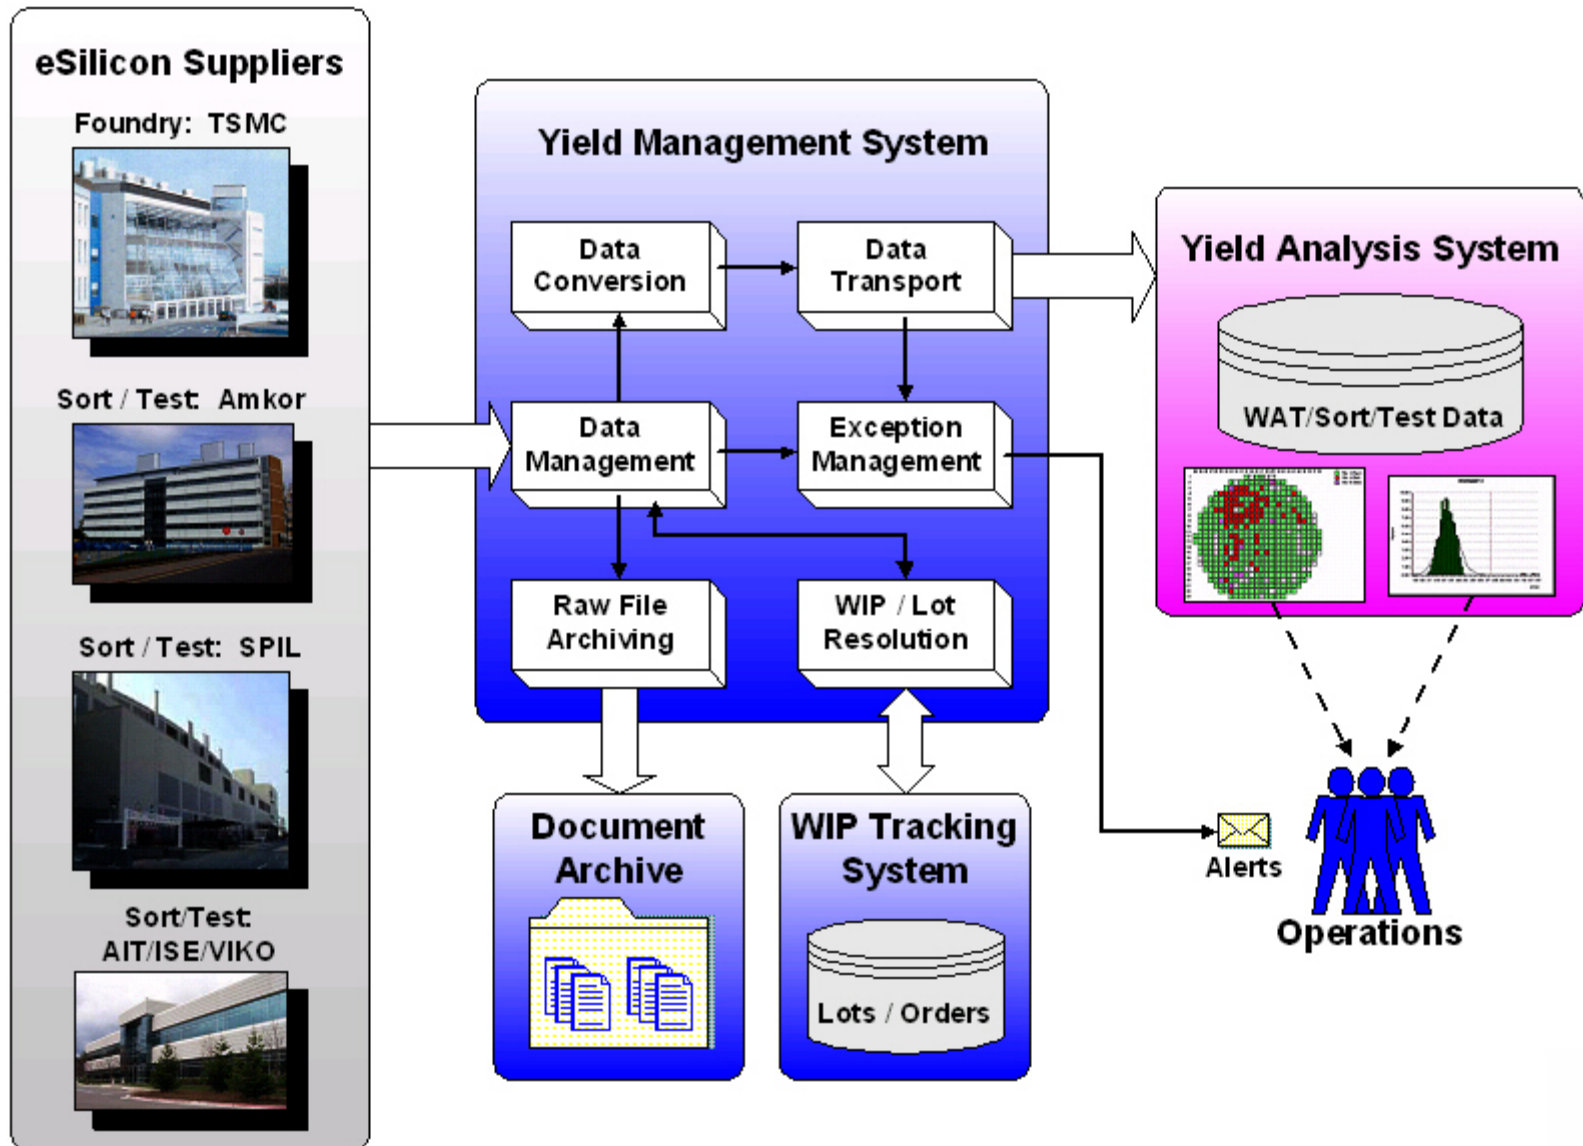 eSilicon Suppliers
Foundry: TSMC
Sort / Test: Amkor
Sort / Test: SPIL
Sort/Test:
AIT/ISE/VIKO
Yield Management System
Data
Conversion
Data
Transport
Data
Management
Exception
Management
Raw File
Archiving
WIP / Lot
Resolution
Document
Archive
WIP Tracking
System
Lots / Orders
Yield Analysis System
WAT/Sort/Test Data
Alerts
Operations